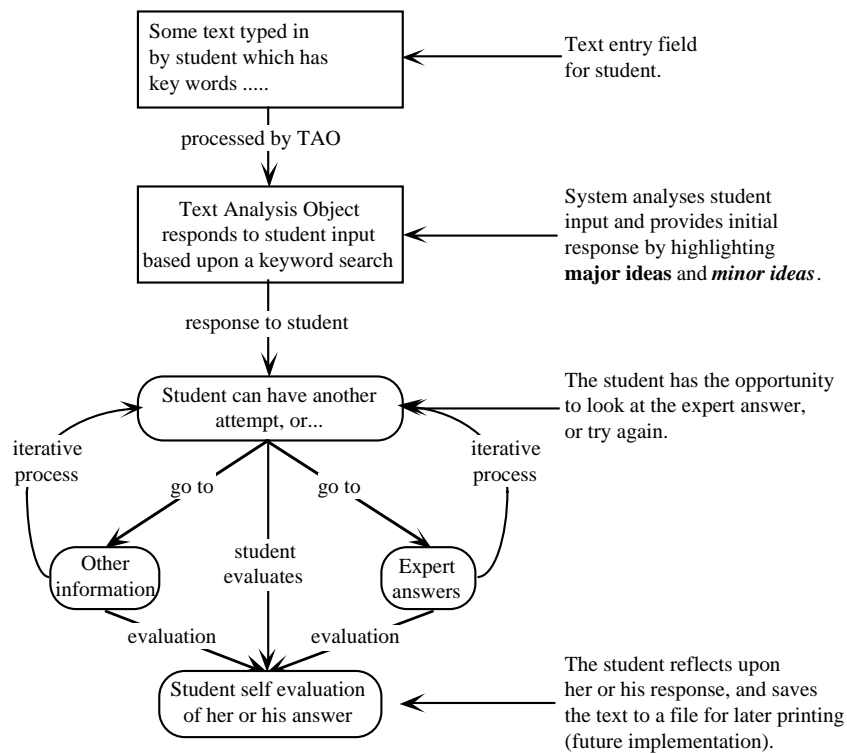 Some text typed in
by student which has
key words .....
Text entry field
for student.
processed by TAO
Text Analysis Object
responds to student input
based upon a keyword search
System analyses student
input and provides initial
response by highlighting
major ideas and minor ideas.
response to student
Student can have another
attempt, or...
The student has the opportunity
to look at the expert answer,
or try again.
iterative
process
iterative
process
go to
go to
Other
information
student
evaluates
Expert
answers
evaluation
evaluation
Student self evaluation
of her or his answer
The student reflects upon
her or his response, and saves
the text to a file for later printing
(future implementation).